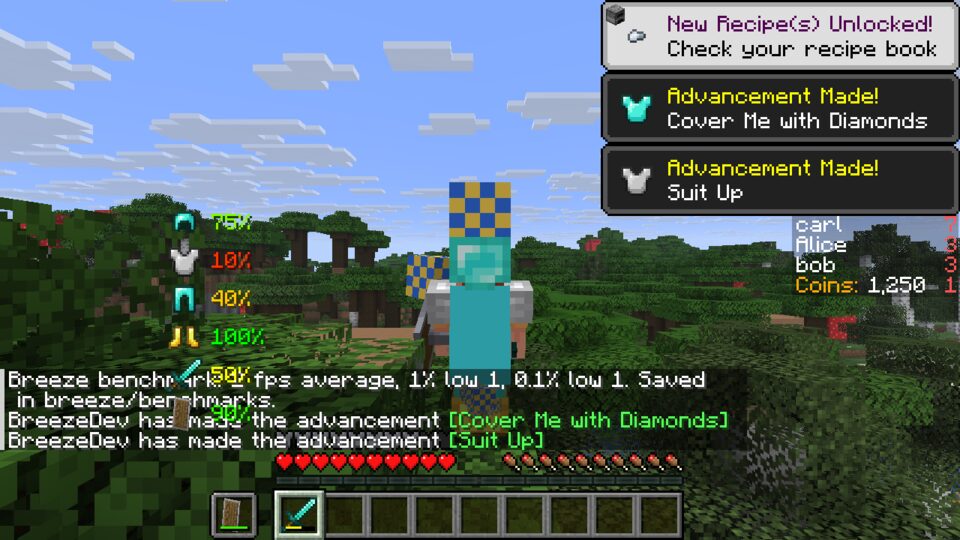 New Recipe(s) Unlocked!
Check your recipe book
Advancement Made!
Cover Me with Diamonds
Advancement Made!
Suit Up
carl 7
Alice 3
bob 3
Coins: 1,250 1
75%
10%
40%
100%
50%
90%
Breeze benchmark: fps average, 1% low 1, 0.1% low 1. Saved
in breeze/benchmarks.
BreezeDev has made the advancement [Cover Me with Diamonds]
BreezeDev has made the advancement [Suit Up]